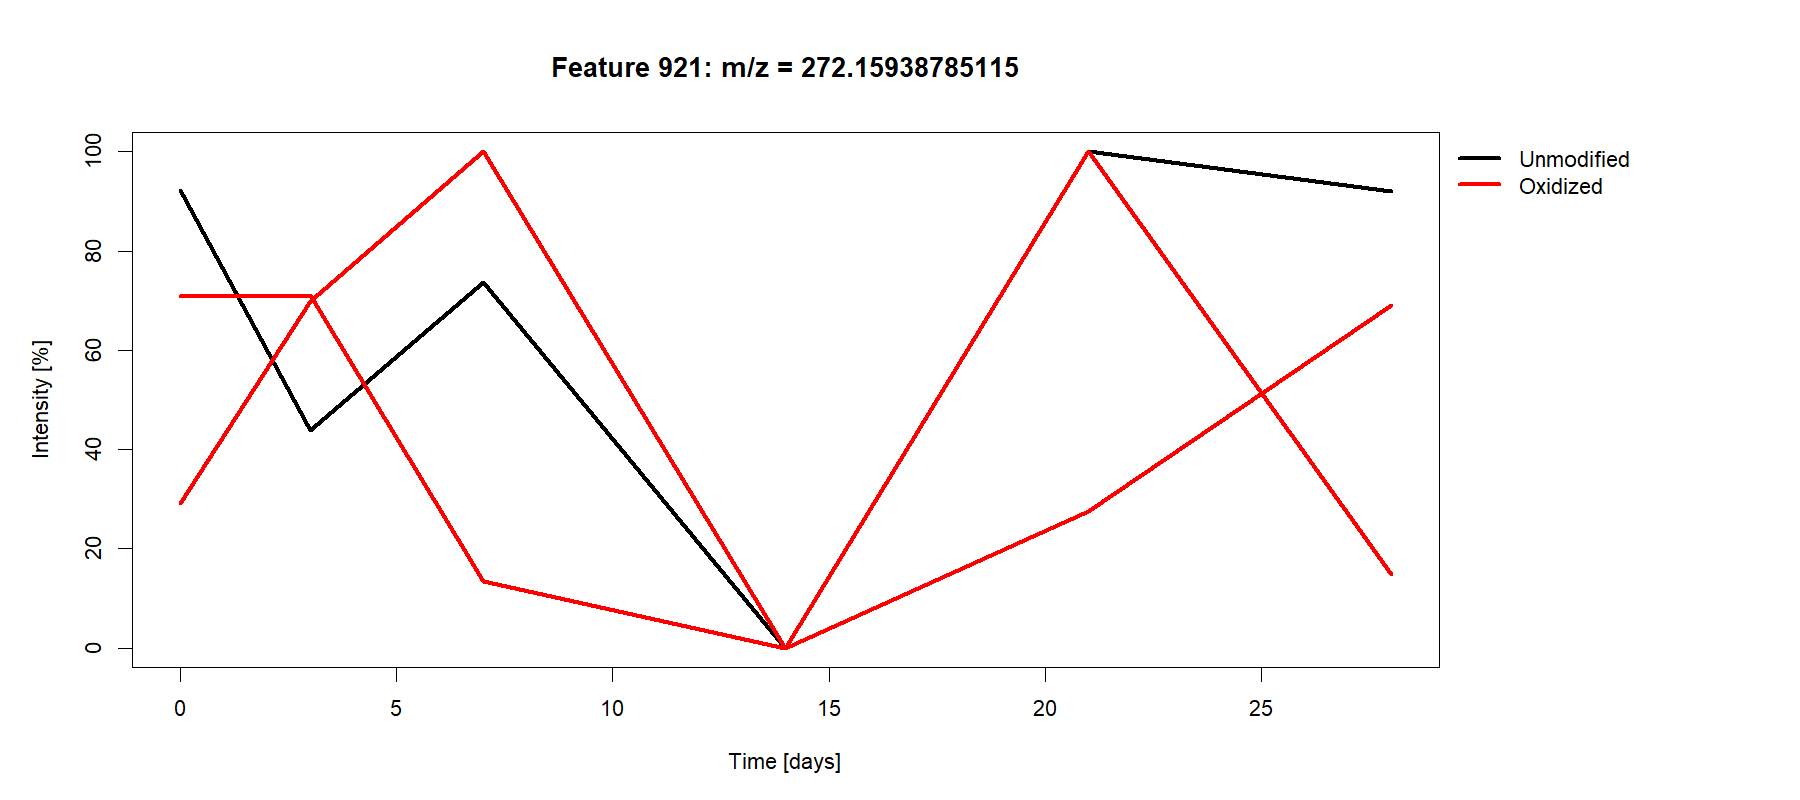 Feature 921: m/z = 272.15938785115
100
80
60
40
20
0
Intensity [%]
0 5 10 15 20 25
Time [days]
Unmodified
Oxidized